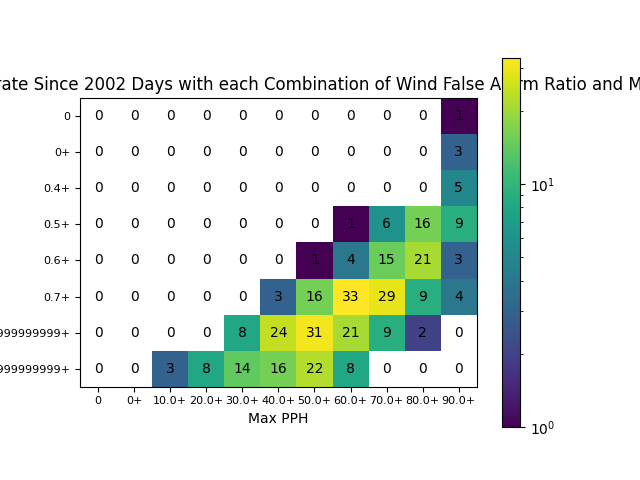 rate Since 2002 Days with each Combination of Wind False A rm Ratio and M
0 0 0 0 0 0 0 0 0 0 0 1
0+ 0 0 0 0 0 0 0 0 0 0 3
0.4+ 0 0 0 0 0 0 0 0 0 0 5
0.5+ 0 0 0 0 0 0 0 1 6 16 9
0.6+ 0 0 0 0 0 0 1 4 15 21 3
0.7+ 0 0 0 0 0 3 16 33 29 9 4
999999999+ 0 0 0 0 8 24 31 21 9 2 0
999999999+ 0 0 3 8 14 16 22 8 0 0 0
0 0+ 10.0+ 20.0+ 30.0+ 40.0+ 50.0+ 60.0+ 70.0+ 80.0+ 90.0+
Max PPH
10¹
10⁰